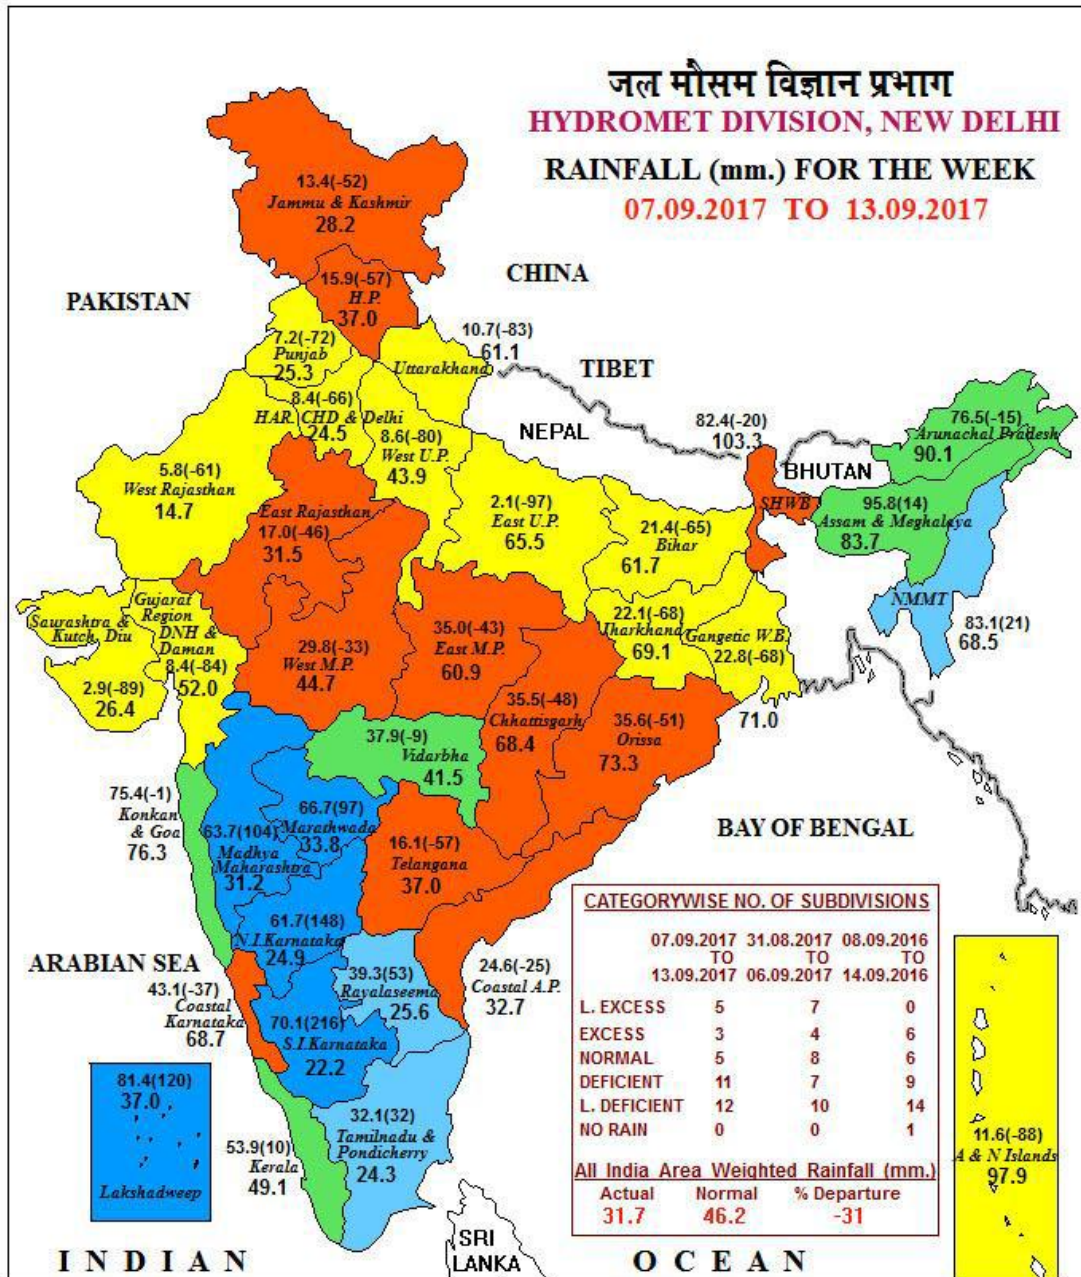 जल मौसम विज्ञान प्रभाग
HYDROMET DIVISION, NEW DELHI
RAINFALL (mm.) FOR THE WEEK
07.09.2017 TO 13.09.2017
13.4(-52)
Jammu & Kashmir
28.2
15.9(-57)
H.P.
37.0
CHINA
PAKISTAN
7.2(-72)
Punjab
25.3
10.7(-83)
61.1
Uttarakhand
TIBET
8.4(-66)
HAR. CHD & Delhi
24.5
8.6(-80)
West U.P.
43.9
NEPAL
82.4(-20)
103.3
BHUTAN
SHWB
76.5(-15)
Arunachal Pradesh
90.1
95.8(14)
Assam & Meghalaya
83.7
NMMT
83.1(21)
68.5
5.8(-61)
West Rajasthan
14.7
East Rajasthan
17.0(-46)
31.5
2.1(-97)
East U.P.
65.5
21.4(-65)
Bihar
61.7
Saurashtra &
Kutch, Diu
2.9(-89)
26.4
Gujarat
Region
DNH &
Daman
8.4(-84)
52.0
29.8(-33)
West M.P.
44.7
35.0(-43)
East M.P.
60.9
22.1(-68)
Jharkhand
69.1
Gangetic W.B.
22.8(-68)
71.0
35.5(-48)
Chhattisgarh
68.4
35.6(-51)
Orissa
73.3
37.9(-9)
Vidarbha
41.5
75.4(-1)
Konkan
& Goa
76.3
63.7(104)
Madhya
Maharashtra
31.2
66.7(97)
Marathwada
33.8
16.1(-57)
Telangana
37.0
BAY OF BENGAL
61.7(148)
N.I.Karnataka
24.9
ARABIAN SEA
43.1(-37)
Coastal
Karnataka
68.7
39.3(53)
Rayalaseema
25.6
24.6(-25)
Coastal A.P.
32.7
70.1(216)
S.I.Karnataka
22.2
81.4(120)
37.0
Lakshadweep
53.9(10)
Kerala
49.1
32.1(32)
Tamilnadu &
Pondicherry
24.3
CATEGORYWISE NO. OF SUBDIVISIONS
07.09.2017 31.08.2017 08.09.2016
TO TO TO
13.09.2017 06.09.2017 14.09.2016
L. EXCESS 5 7 0
EXCESS 3 4 6
NORMAL 5 8 6
DEFICIENT 11 7 9
L. DEFICIENT 12 10 14
NO RAIN 0 0 1
All India Area Weighted Rainfall (mm.)
Actual Normal % Departure
31.7 46.2 -31
11.6(-88)
A & N Islands
97.9
SRI
LANKA
INDIAN OCEAN